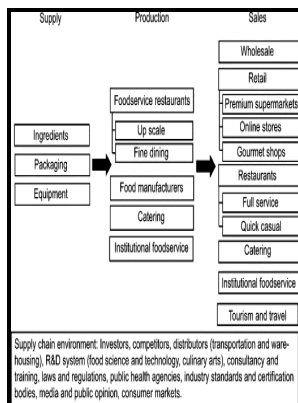 Supply
Production
Sales
Ingredients
Packaging
Equipment
Foodservice restaurants
Up scale
Fine dining
Food manufacturers
Catering
Institutional foodservice
Wholesale
Retail
Premium supermarkets
Online stores
Gourmet shops
Restaurants
Full service
Quick casual
Catering
Institutional foodservice
Tourism and travel
Supply chain environment: Investors, competitors, distributors (transportation and ware-
housing), R&D system (food science and technology, culinary arts), consultancy and
training, laws and regulations, public health agencies, industry standards and certification
bodies, media and public opinion, consumer markets.